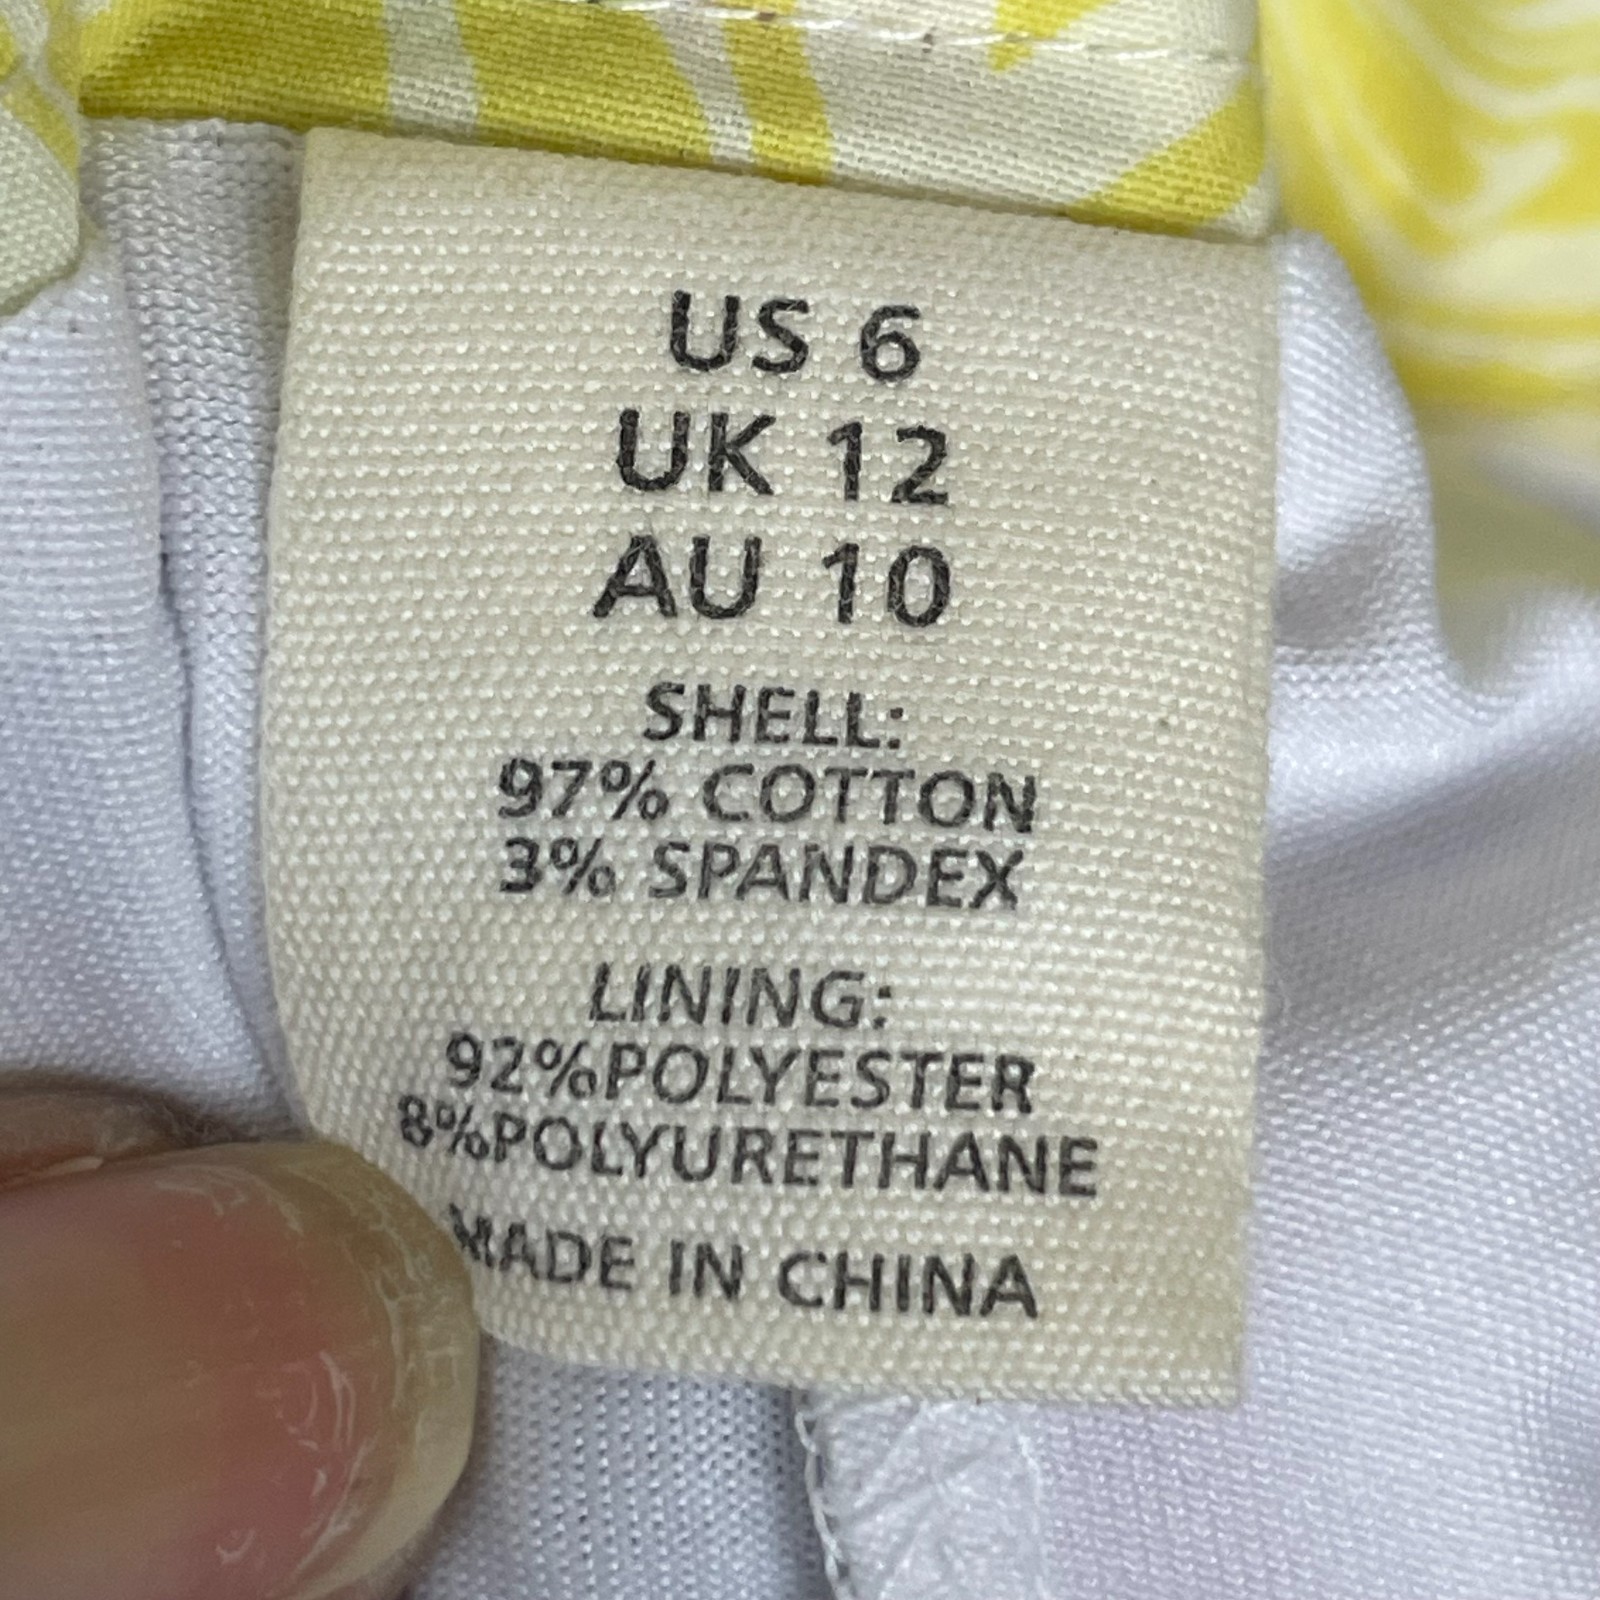 US 6
UK 12
AU 10
SHELL:
97% COTTON
3% SPANDEX
LINING:
92%POLYESTER
8%POLYURETHANE
MADE IN CHINA